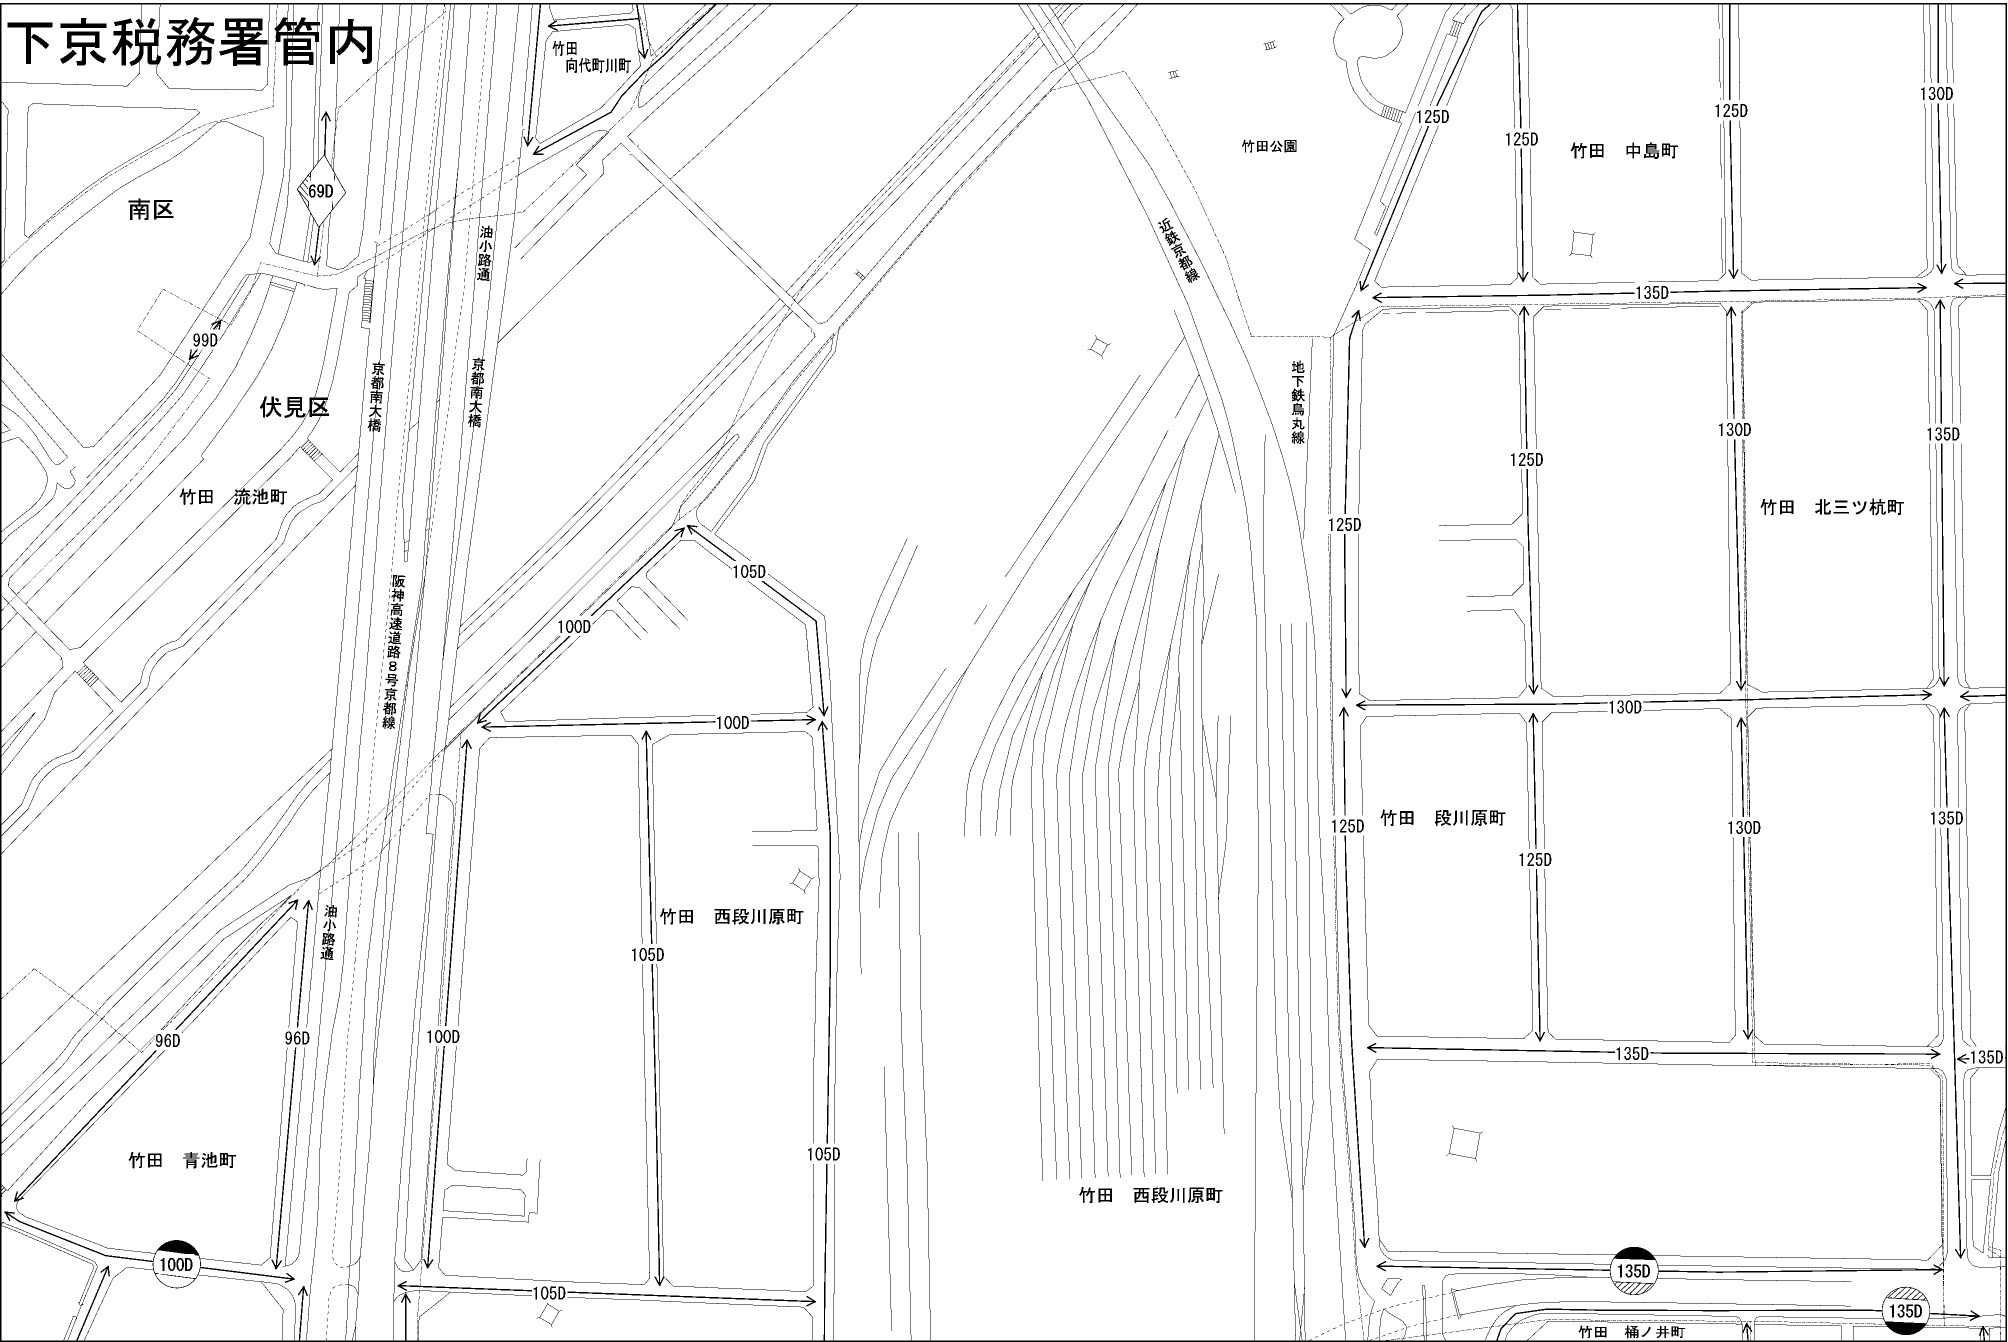 下京税務署管内
竹田
向代町川町
130D
125D
125D
125D
竹田公園
竹田 中島町
69D
南区
油小路通
近鉄京都線
135D
99D
京都南大橋
京都南大橋
地下鉄烏丸線
伏見区
130D
135D
125D
竹田 流池町
竹田 北三ツ杭町
125D
105D
阪神高速道路8号京都線
100D
100D
130D
竹田 段川原町
135D
125D
130D
125D
竹田 西段川原町
油小路通
105D
96D
96D
100D
135D
135D
105D
竹田 青池町
竹田 西段川原町
100D
135D
105D
135D
竹田 桶ノ井町